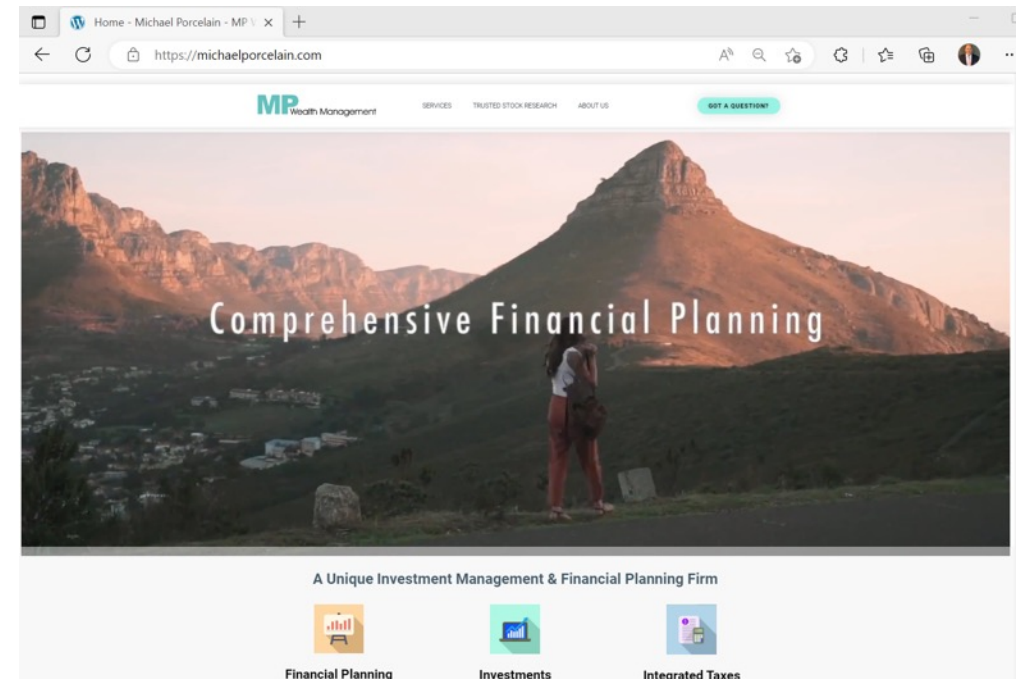 Home - Michael Porcelain - MP
https://michaelporcelain.com
MP Wealth Management
SERVICES
TRUSTED STOCK RESEARCH
ABOUT US
GOT A QUESTION?
Comprehensive Financial Planning
A Unique Investment Management & Financial Planning Firm
Financial Planning
Investments
Integrated Taxes